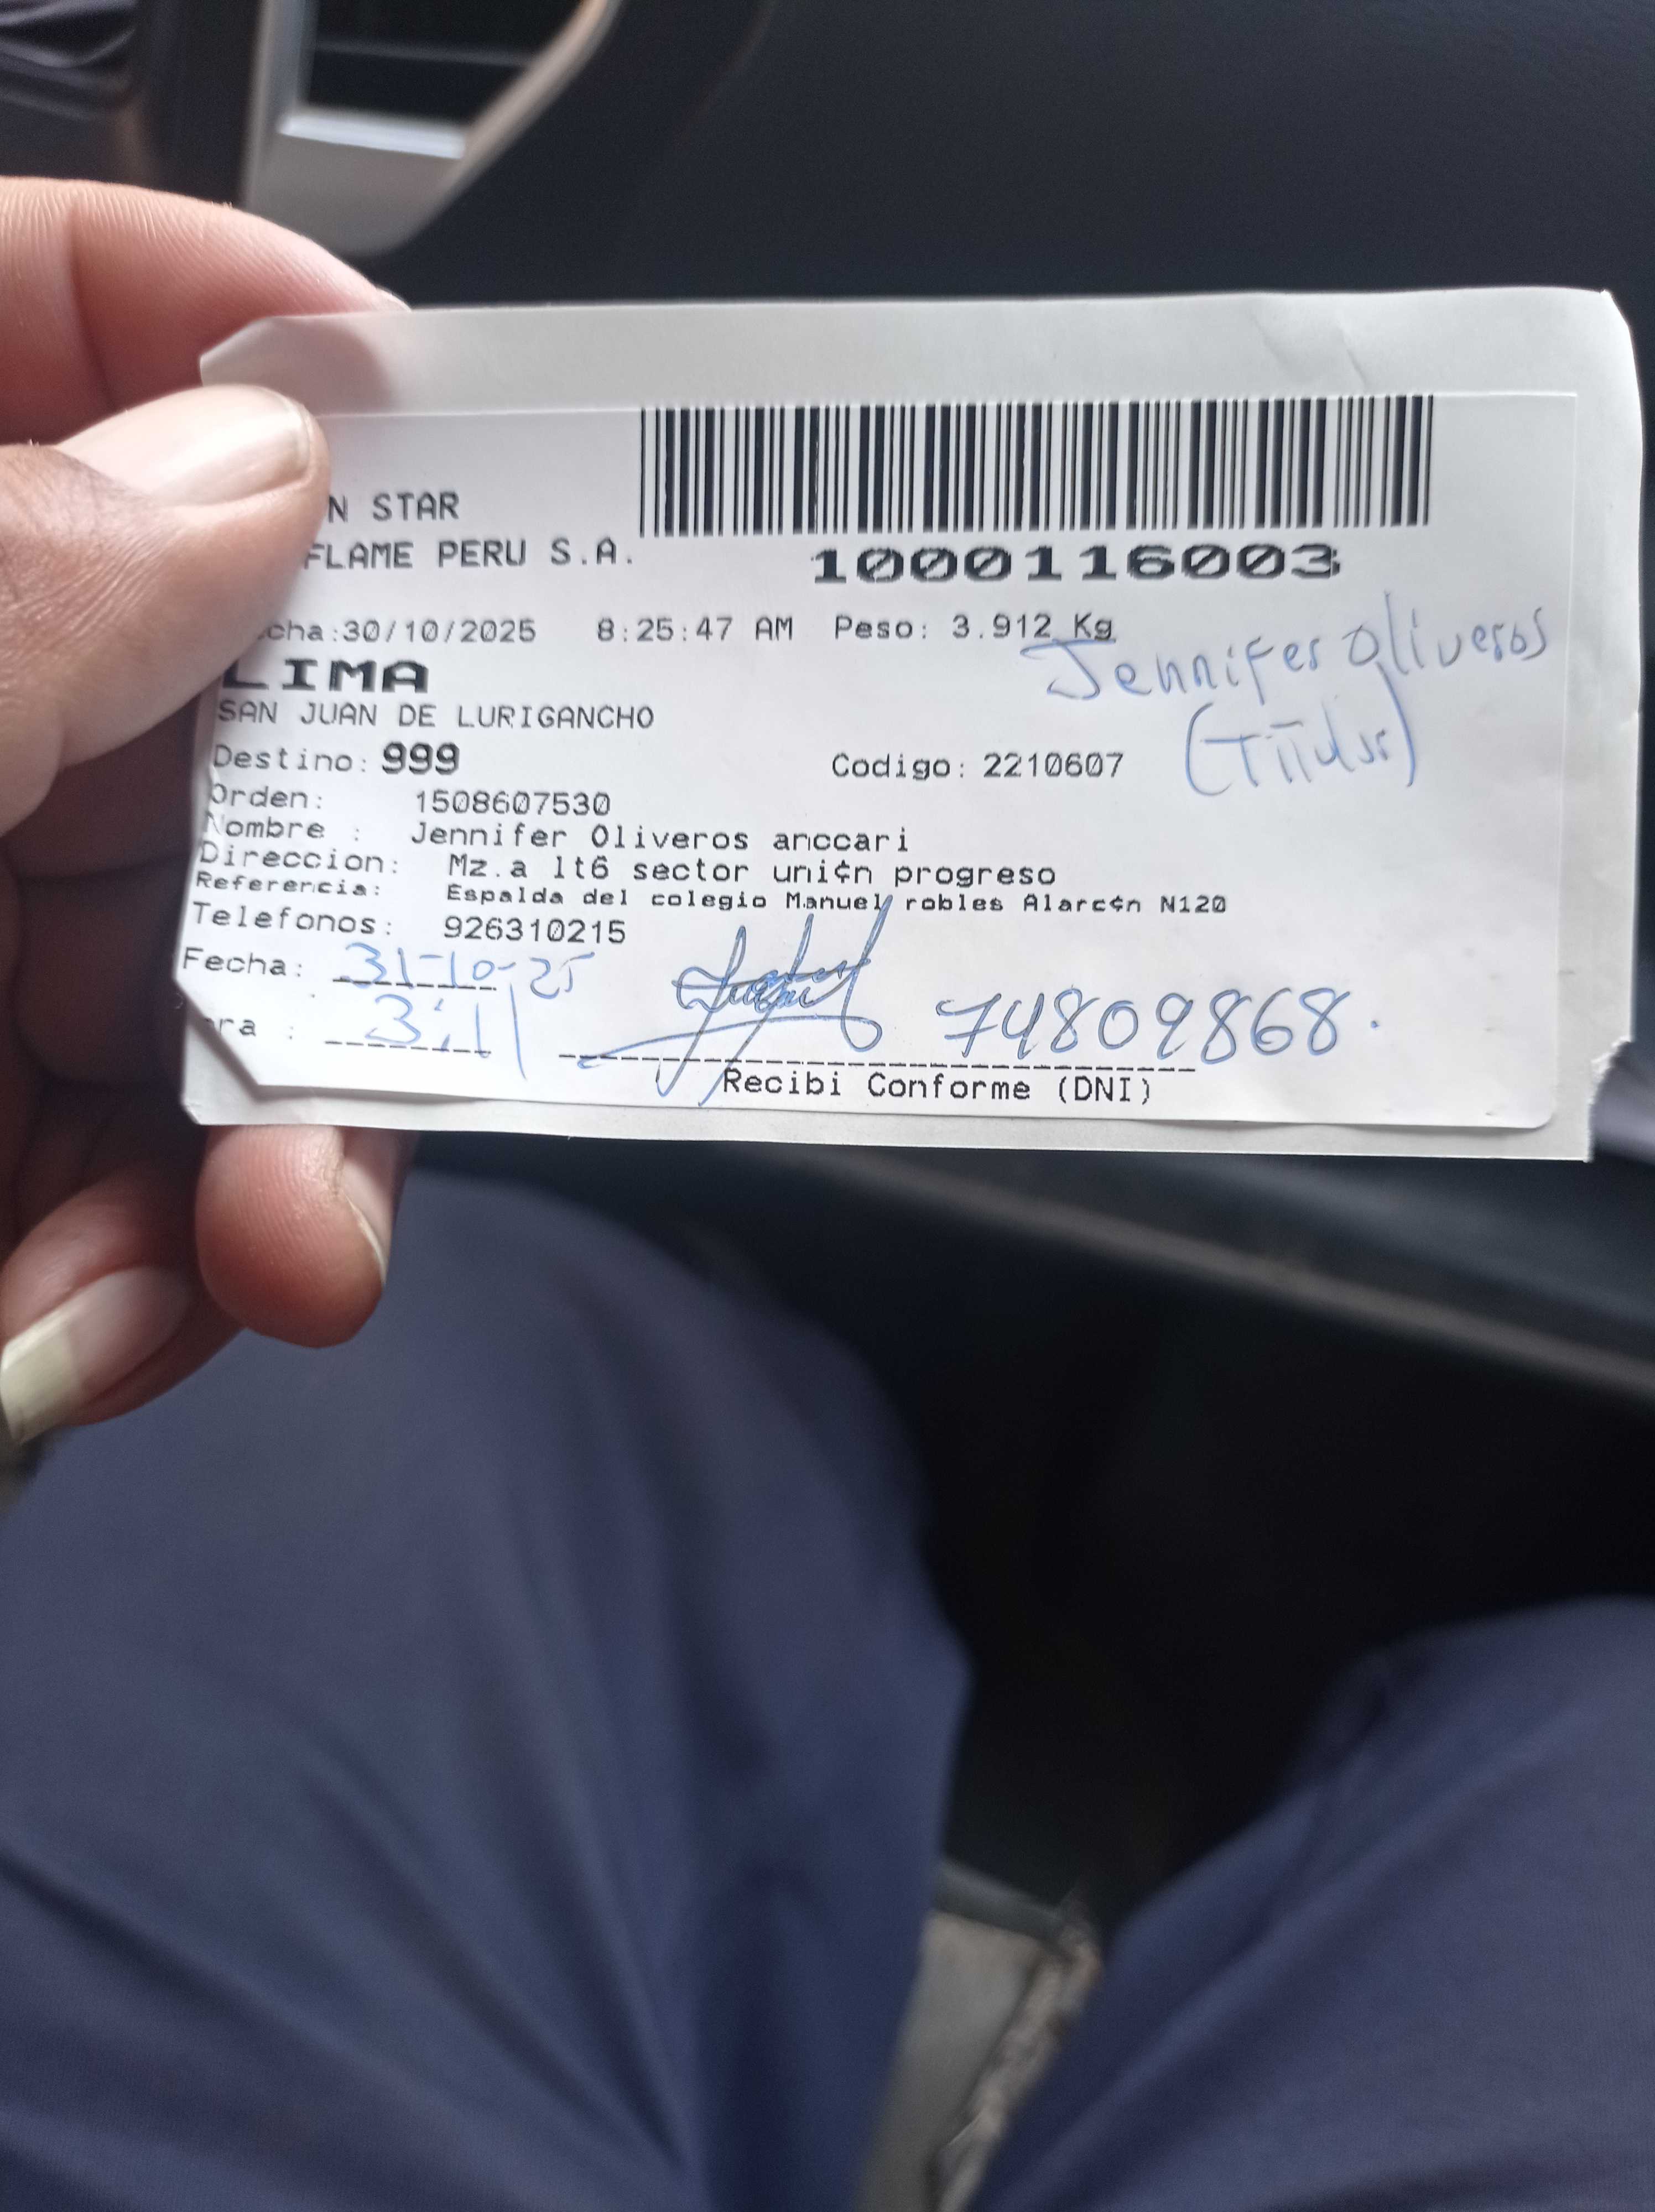 N STAR
FLAME PERU S.A.
1000116003
cha:30/10/2025 8:25:47 AM Peso: 3.912 Kg
Jennifer Oliveros
LIMA
SAN JUAN DE LURIGANCHO
Destino: 999 Codigo: 2210607
Orden: 1508607530
Nombre : Jennifer Oliveros anccari
Direccion: Mz.a lt6 sector uni¢n progreso
Referencia: Espalda del colegio Manuel robles Alarc¢n N120
Telefonos: 926310215
Fecha: 31-10-25
ora : 3:11 74809868.
Recibi Conforme (DNI)